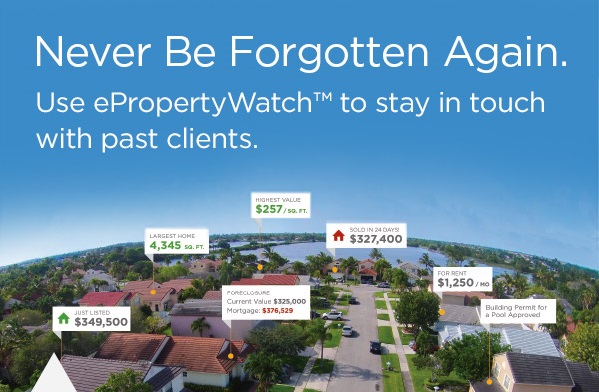 Never Be Forgotten Again.
Use ePropertyWatch™ to stay in touch
with past clients.
HIGHEST VALUE
$257 / SQ. FT.
LARGEST HOME
4,345 SQ. FT.
SOLD IN 24 DAYS!
$327,400
FOR RENT
$1,250 / MO
FORECLOSURE
Current Value $325,000
Mortgage: $376,529
Building Permit for
a Pool Approved
JUST LISTED
$349,500